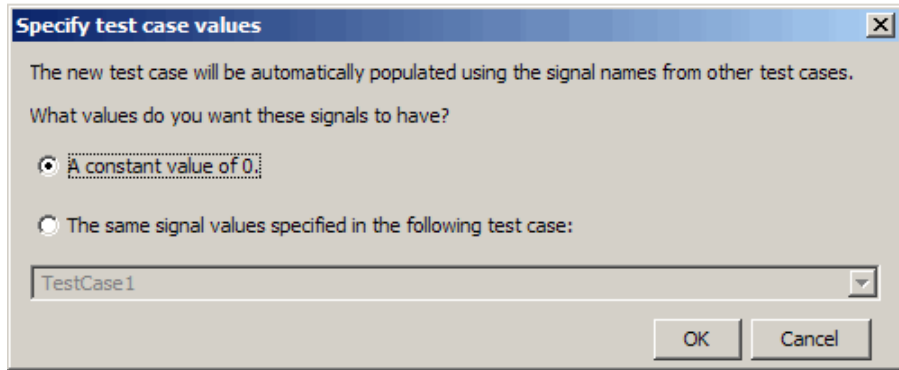 Specify test case values
The new test case will be automatically populated using the signal names from other test cases.
What values do you want these signals to have?
A constant value of 0.
The same signal values specified in the following test case:
TestCase1
OK Cancel